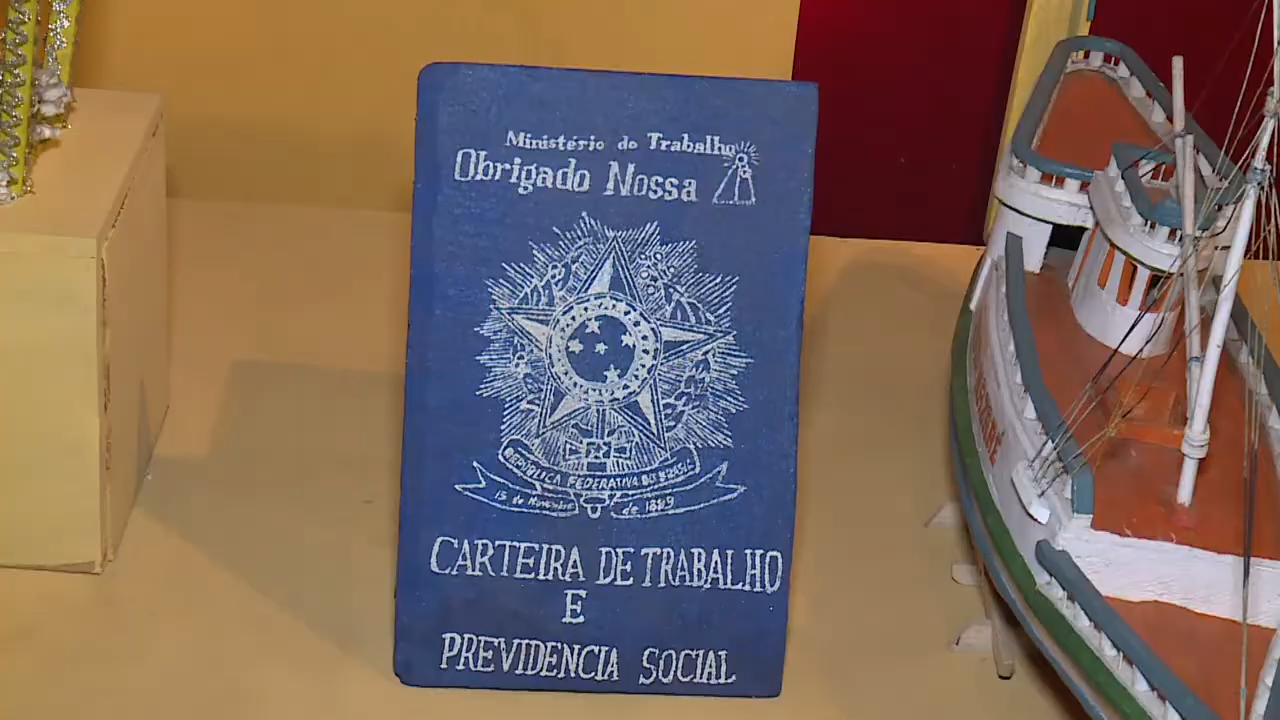 Ministério do Trabalho
Obrigado Nossa
REPÚBLICA FEDERATIVA DO BRASIL
15 de Novembro de 1889
CARTEIRA DE TRABALHO
E
PREVIDENCIA SOCIAL